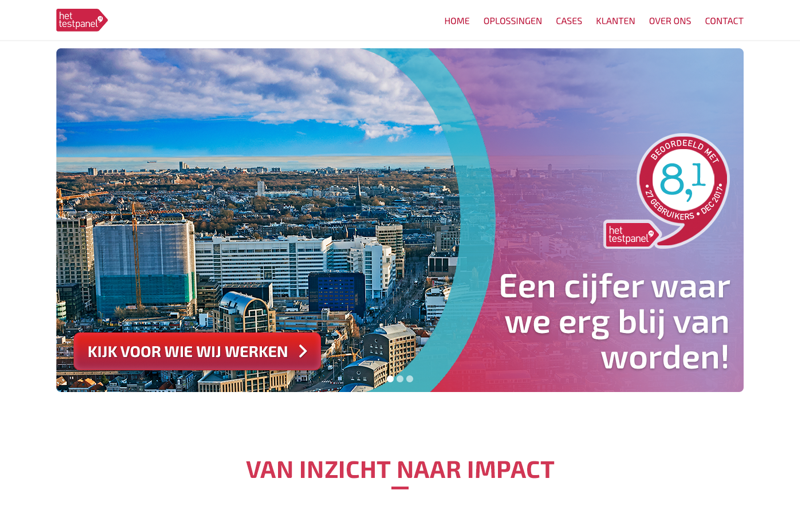 het
testpanel
HOME
OPLOSSINGEN
CASES
KLANTEN
OVER ONS
CONTACT
BEOORDEELD MET
8,1
27 GEBRUIKERS • DEC 2017
het
testpanel
Een cijfer waar
we erg blij van
worden!
KIJK VOOR WIE WIJ WERKEN
VAN INZICHT NAAR IMPACT